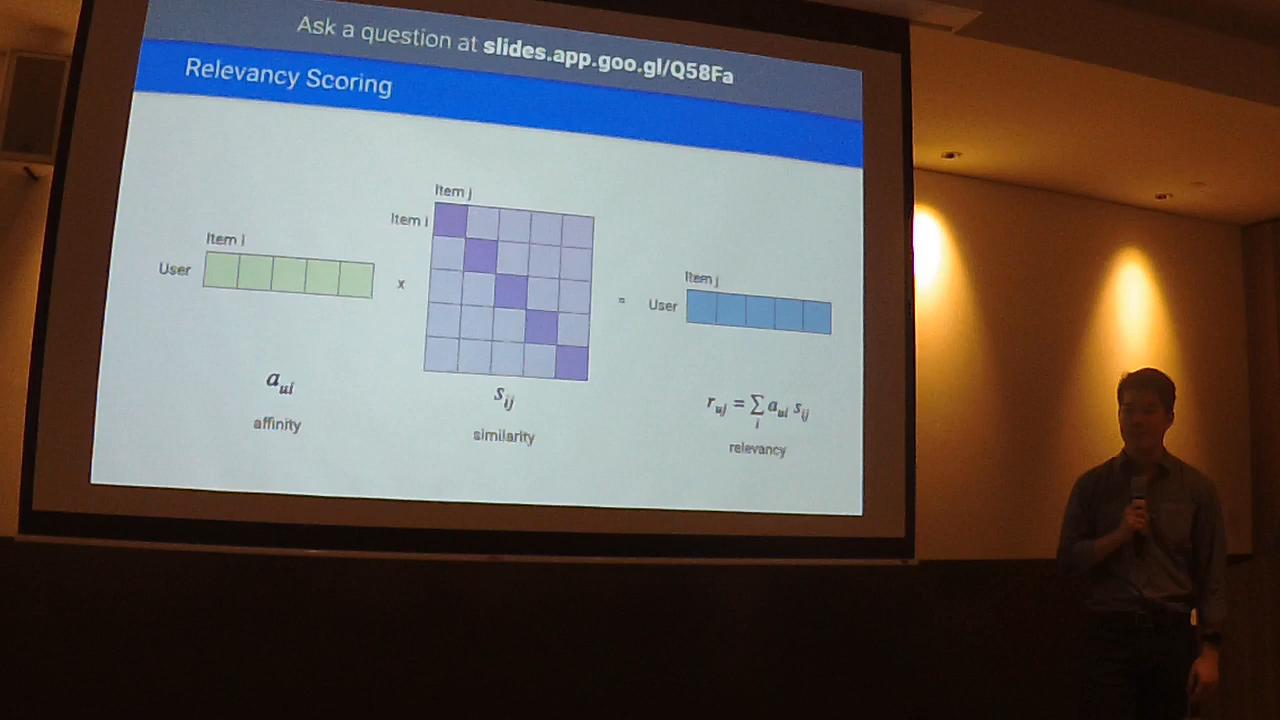 Ask a question at slides.app.goo.gl/Q58Fa
Relevancy Scoring
Item j
Item i
Item i
User
x
=
Item j
User
a_ui
affinity
s_ij
similarity
r_uj = ∑_i a_ui s_ij
relevancy